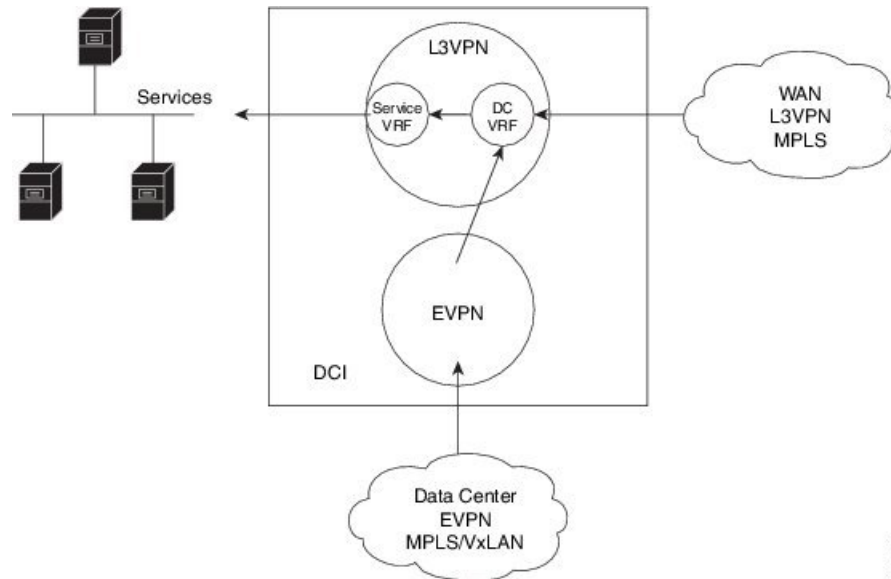 L3VPN
Services
Service
VRF
DC
VRF
WAN
L3VPN
MPLS
EVPN
DCI
Data Center
EVPN
MPLS/VxLAN